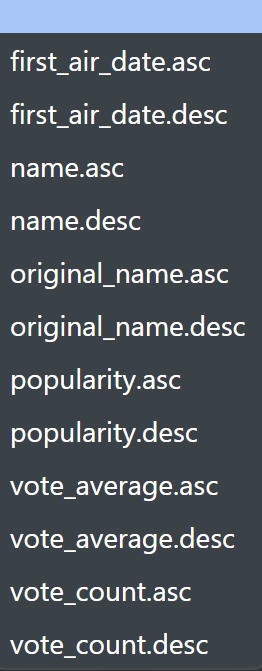 first_air_date.asc
first_air_date.desc
name.asc
name.desc
original_name.asc
original_name.desc
popularity.asc
popularity.desc
vote_average.asc
vote_average.desc
vote_count.asc
vote_count.desc